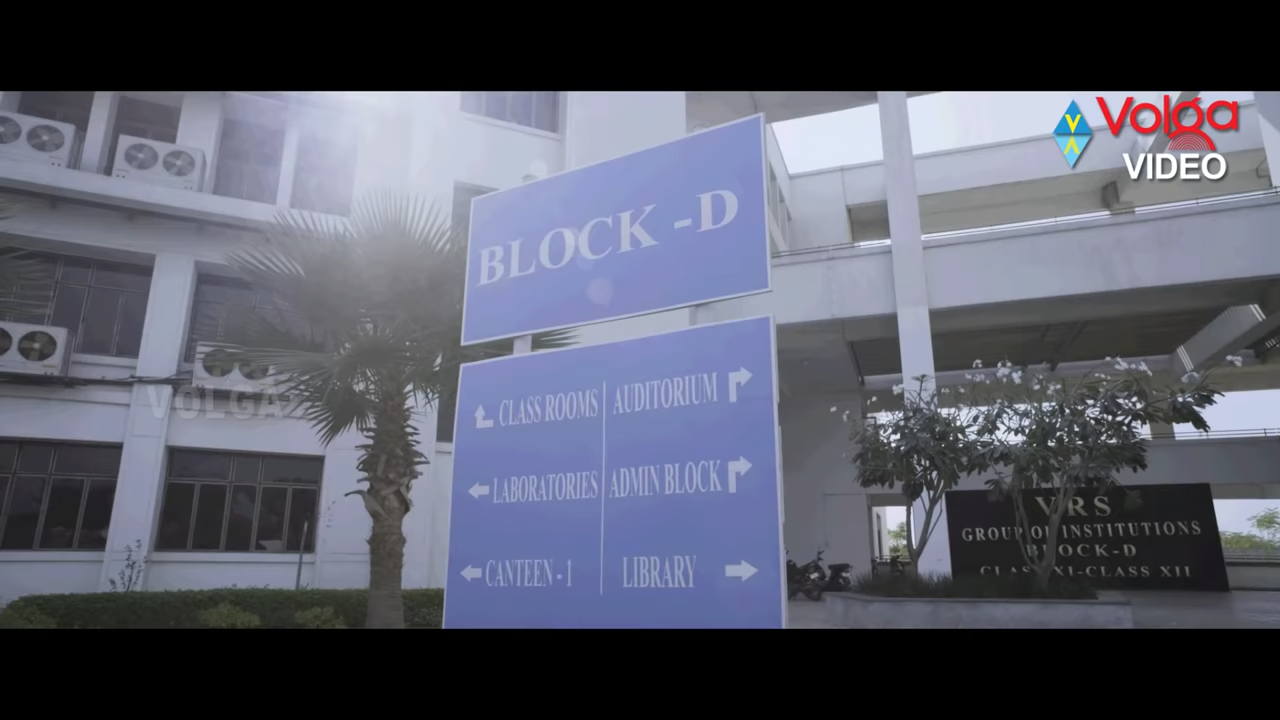 Volga
VIDEO
BLOCK -D
CLASS ROOMS
AUDITORIUM
LABORATORIES
ADMIN BLOCK
CANTEEN - 1
LIBRARY
VOLGA
VRS
GROUP OF INSTITUTIONS
BLOCK-D
CLASS XI-CLASS XII